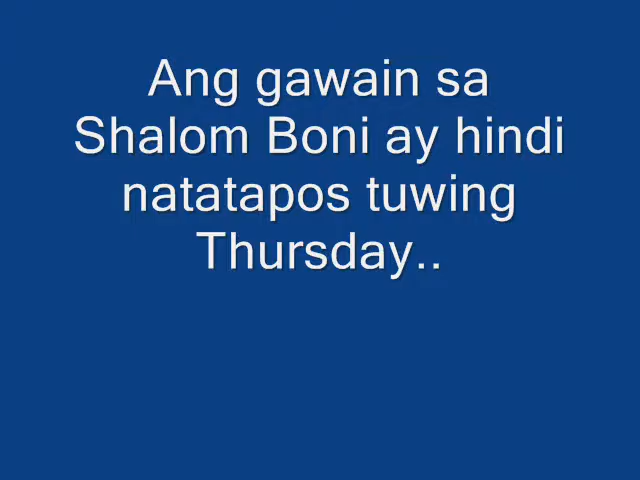 Ang gawain sa
Shalom Boni ay hindi
natatapos tuwing
Thursday..